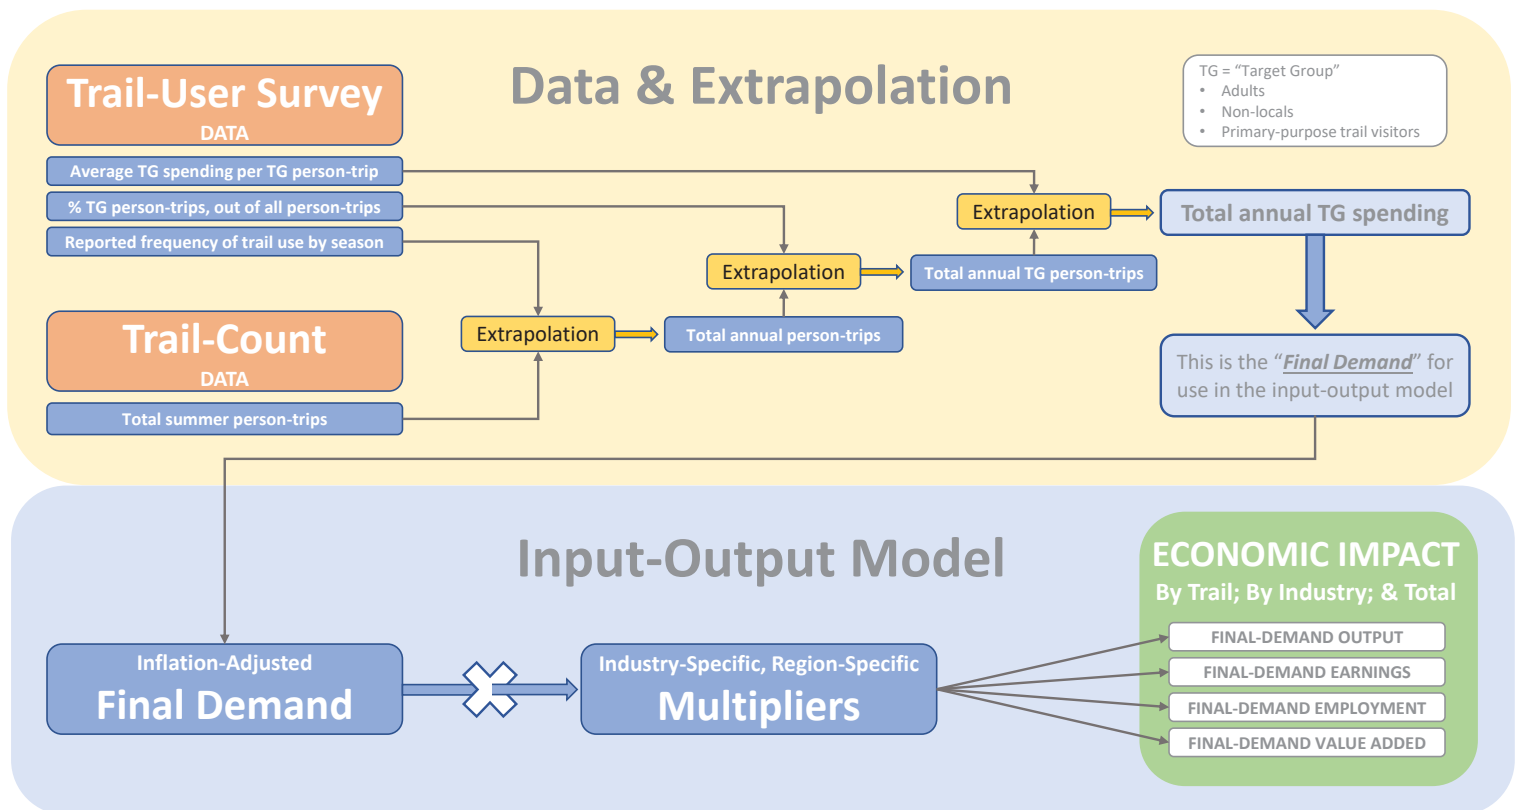 Data & Extrapolation
TG = “Target Group”
• Adults
• Non-locals
• Primary-purpose trail visitors
Trail-User Survey
DATA
Average TG spending per TG person-trip
% TG person-trips, out of all person-trips
Reported frequency of trail use by season
Trail-Count
DATA
Total summer person-trips
Extrapolation
Total annual person-trips
Extrapolation
Total annual TG person-trips
Extrapolation
Total annual TG spending
This is the “Final Demand” for
use in the input-output model
Input-Output Model
Inflation-Adjusted
Final Demand
Industry-Specific, Region-Specific
Multipliers
ECONOMIC IMPACT
By Trail; By Industry; & Total
FINAL-DEMAND OUTPUT
FINAL-DEMAND EARNINGS
FINAL-DEMAND EMPLOYMENT
FINAL-DEMAND VALUE ADDED